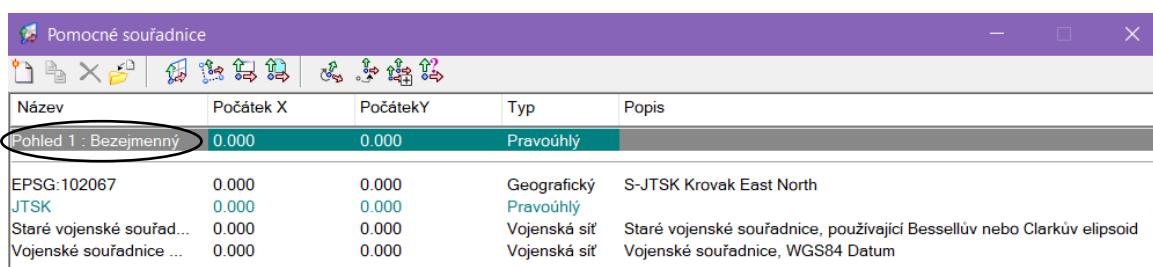 Pomocné souřadnice
Název Počátek X PočátekY Typ Popis
Pohled 1 : Bezejmenný 0.000 0.000 Pravoúhlý
EPSG:102067 0.000 0.000 Geografický S-JTSK Krovak East North
JTSK 0.000 0.000 Pravoúhlý
Staré vojenské souřad... 0.000 0.000 Vojenská síť Staré vojenské souřadnice, používající Bessellův nebo Clarkův elipsoid
Vojenské souřadnice ... 0.000 0.000 Vojenská síť Vojenské souřadnice, WGS84 Datum